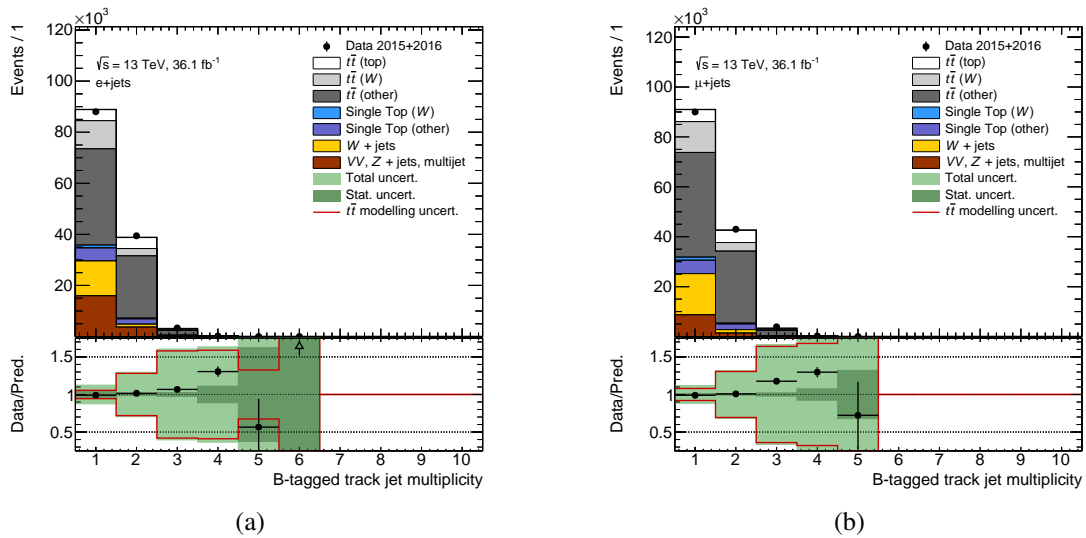 ×10³
Events / 1
120
100
80
60
40
20
√s = 13 TeV, 36.1 fb⁻¹
e+jets
Data 2015+2016
tt̄ (top)
tt̄ (W)
tt̄ (other)
Single Top (W)
Single Top (other)
W + jets
VV, Z + jets, multijet
Total uncert.
Stat. uncert.
tt̄ modelling uncert.
Data/Pred.
1.5
1
0.5
1 2 3 4 5 6 7 8 9 10
B-tagged track jet multiplicity
(a)
×10³
Events / 1
120
100
80
60
40
20
√s = 13 TeV, 36.1 fb⁻¹
μ+jets
Data 2015+2016
tt̄ (top)
tt̄ (W)
tt̄ (other)
Single Top (W)
Single Top (other)
W + jets
VV, Z + jets, multijet
Total uncert.
Stat. uncert.
tt̄ modelling uncert.
Data/Pred.
1.5
1
0.5
1 2 3 4 5 6 7 8 9 10
B-tagged track jet multiplicity
(b)